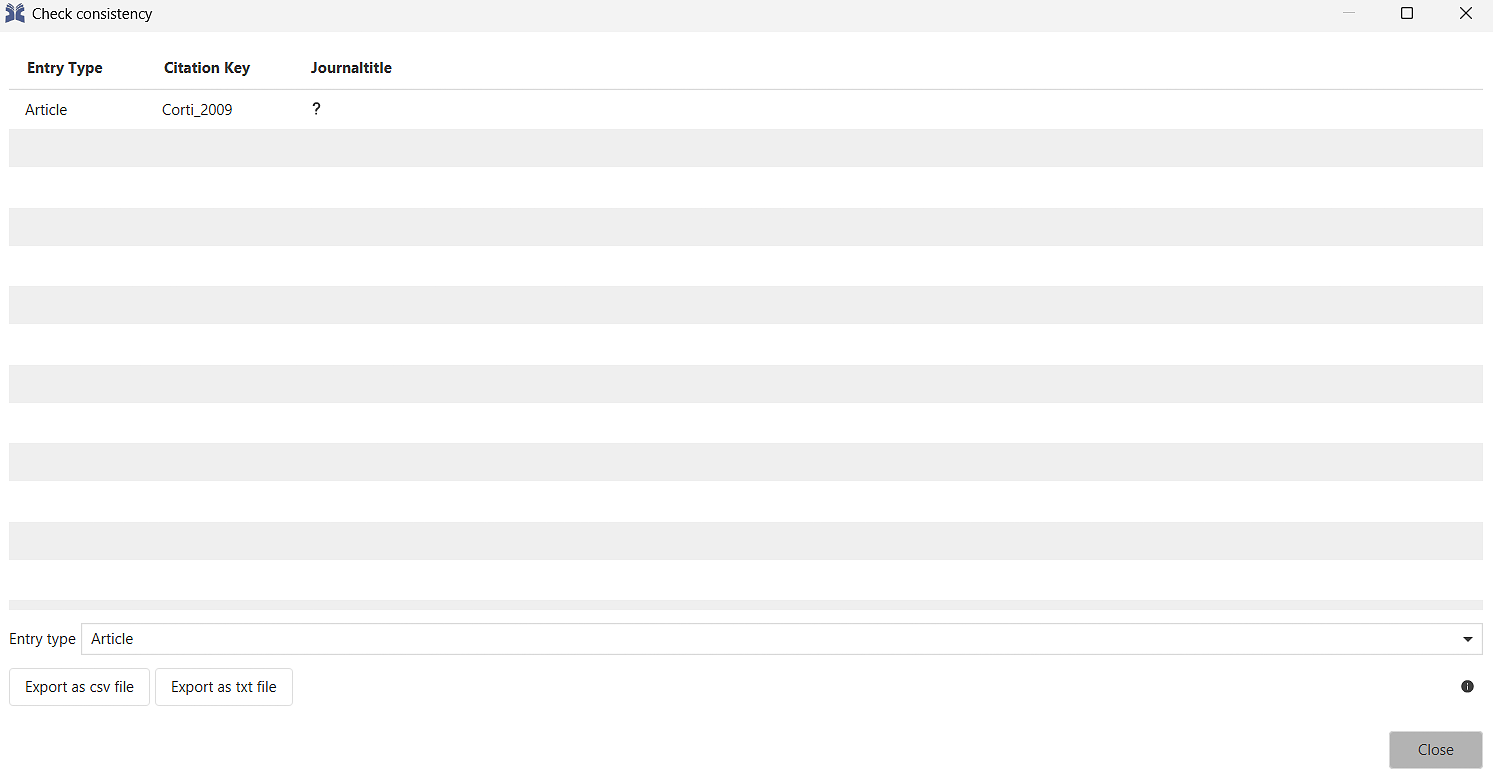 Check consistency
Entry Type Citation Key Journaltitle
Article Corti_2009 ?
Entry type Article
Export as csv file Export as txt file
Close